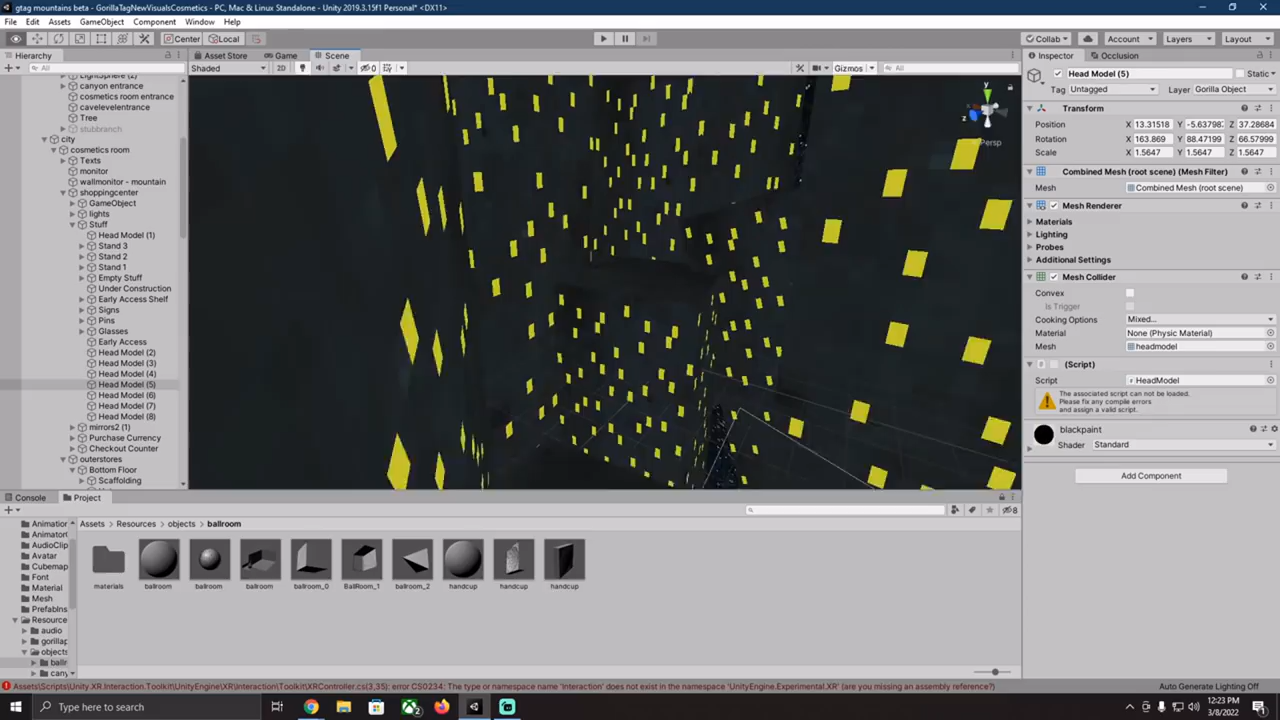 gtag mountains beta - GorillaTagNewVisualsCosmetics - PC, Mac & Linux Standalone - Unity 2019.3.15f1 Personal* <DX11>
File Edit Assets GameObject Component Window Help
Center Local Collab Account Layers Layout
Hierarchy
All
LightSphere (2)
canyon entrance
cosmetics room entrance
cavelevelentrance
Tree
stubbranch
city
cosmetics room
Texts
monitor
wallmonitor - mountain
shoppingcenter
GameObject
lights
Stuff
Head Model (1)
Stand 3
Stand 2
Stand 1
Empty Stuff
Under Construction
Early Access Shelf
Signs
Pins
Glasses
Early Access
Head Model (2)
Head Model (3)
Head Model (4)
Head Model (5)
Head Model (6)
Head Model (7)
Head Model (8)
mirrors2 (1)
Purchase Currency
Checkout Counter
outerstores
Bottom Floor
Scaffolding
Asset Store Game Scene
Shaded 2D 0 Gizmos All
y
z
Persp
Inspector Occlusion
Head Model (5) Static
Tag Untagged Layer Gorilla Object
Transform
Position X 13.31518 Y -5.637982 Z 37.28684
Rotation X 163.869 Y 88.47199 Z 66.57999
Scale X 1.5647 Y 1.5647 Z 1.5647
Combined Mesh (root scene) (Mesh Filter)
Mesh Combined Mesh (root scene)
Mesh Renderer
Materials
Lighting
Probes
Additional Settings
Mesh Collider
Convex
Is Trigger
Cooking Options Mixed...
Material None (Physic Material)
Mesh headmodel
(Script)
Script HeadModel
The associated script can not be loaded.
Please fix any compile errors
and assign a valid script.
blackpaint
Shader Standard
Add Component
Console Project
8
Animation
Animator
AudioClip
Avatar
Cubemap
Font
Material
Mesh
PrefabIns
Resource
audio
gorillap
objects
ballr
cany
Assets Resources objects ballroom
materials ballroom ballroom ballroom ballroom_0 BallRoom_1 ballroom_2 handcup handcup handcup
Assets\Scripts\Unity.XR.Interaction.Toolkit\UnityEngine\XR\Interaction\Toolkit\XRController.cs(3,35): error CS0234: The type or namespace name 'Interaction' does not exist in the namespace 'UnityEngine.Experimental.XR' (are you missing an assembly reference?)
Auto Generate Lighting Off
Type here to search
12:23 PM
3/8/2022